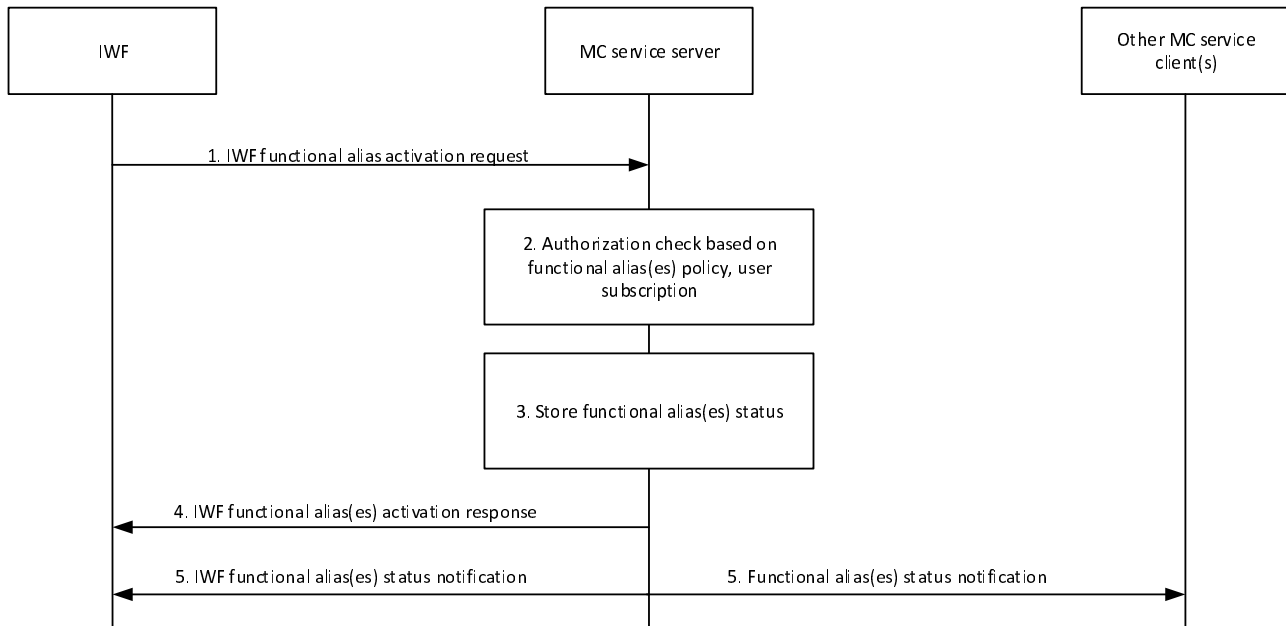 IWF
MC service server
Other MC service
client(s)
1. IWF functional alias activation request
2. Authorization check based on
functional alias(es) policy, user
subscription
3. Store functional alias(es) status
4. IWF functional alias(es) activation response
5. IWF functional alias(es) status notification
5. Functional alias(es) status notification